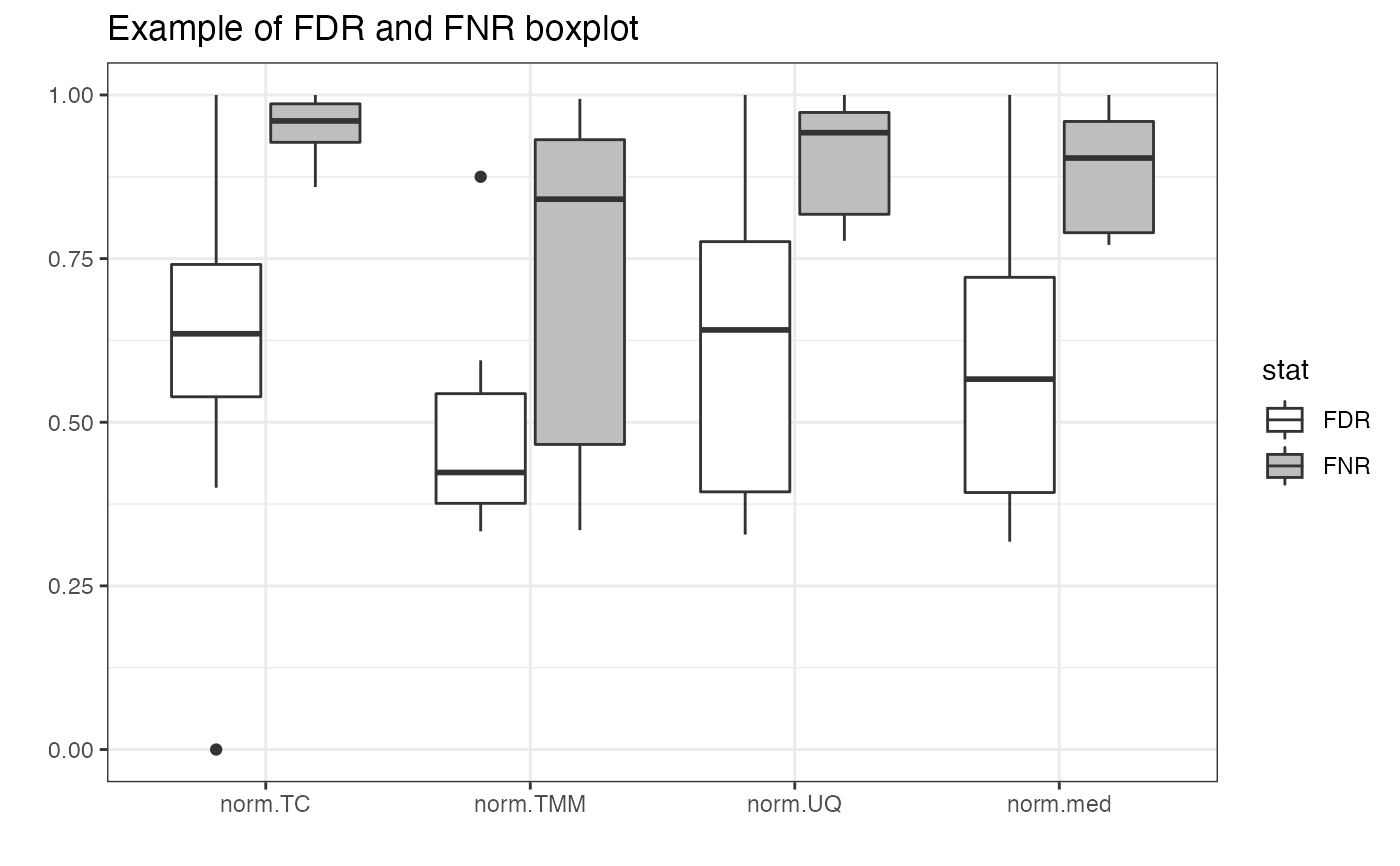 Example of FDR and FNR boxplot
1.00
0.75
0.50
0.25
0.00
norm.TC
norm.TMM
norm.UQ
norm.med
stat
FDR
FNR